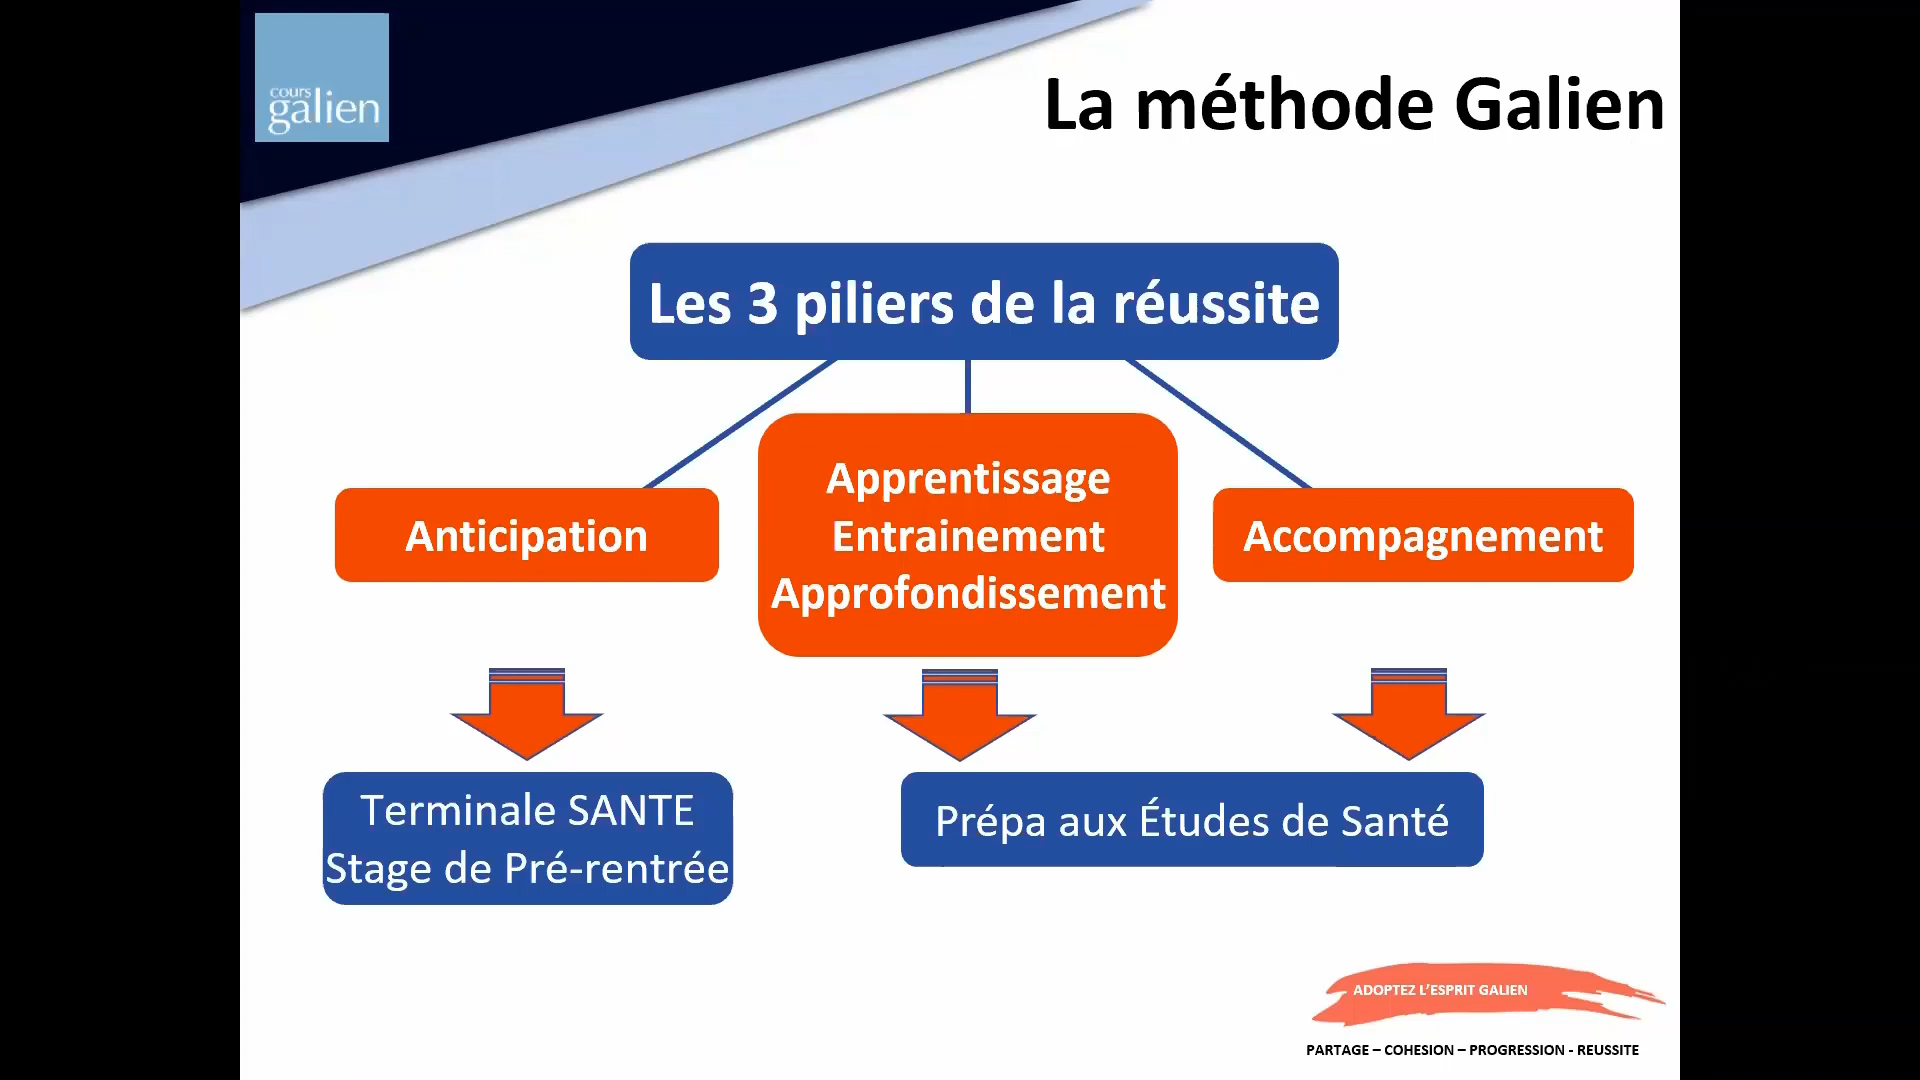 cours
galien
La méthode Galien
Les 3 piliers de la réussite
Anticipation
Apprentissage
Entrainement
Approfondissement
Accompagnement
Terminale SANTE
Stage de Pré-rentrée
Prépa aux Études de Santé
ADOPTEZ L'ESPRIT GALIEN
PARTAGE – COHESION – PROGRESSION - REUSSITE